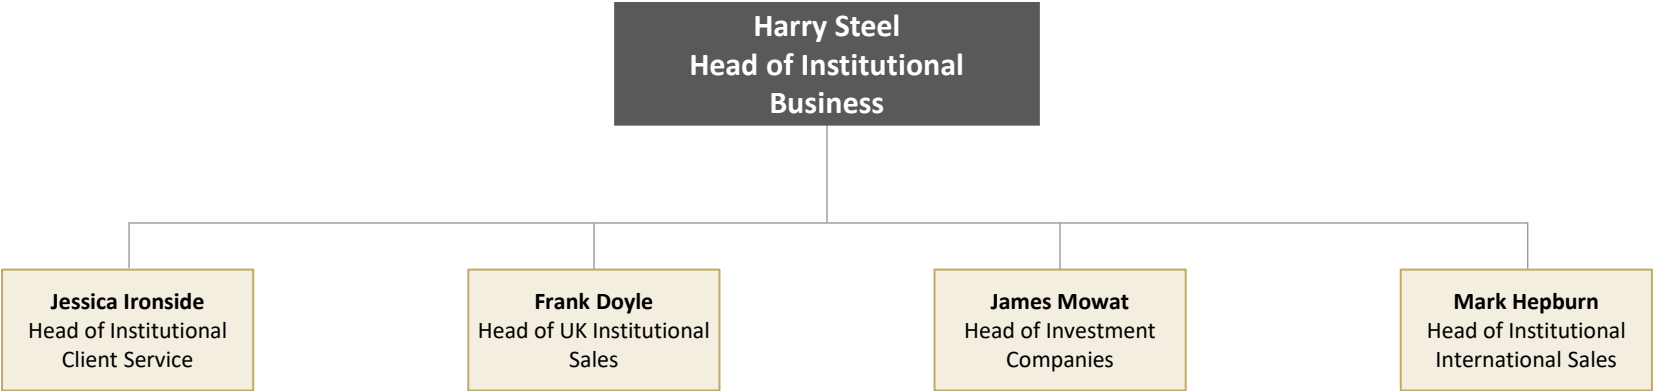 Harry Steel
Head of Institutional
Business
Jessica Ironside
Head of Institutional
Client Service
Frank Doyle
Head of UK Institutional
Sales
James Mowat
Head of Investment
Companies
Mark Hepburn
Head of Institutional
International Sales